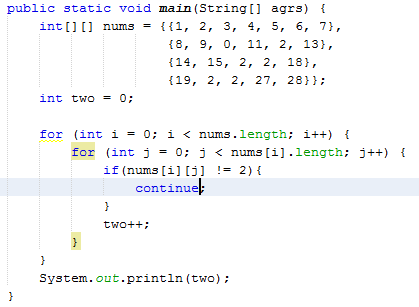 public static void main(String[] agrs) {
int[][] nums = {{1, 2, 3, 4, 5, 6, 7},
{8, 9, 0, 11, 2, 13},
{14, 15, 2, 2, 18},
{19, 2, 2, 27, 28}};
int two = 0;
for (int i = 0; i < nums.length; i++) {
for (int j = 0; j < nums[i].length; j++) {
if(nums[i][j] != 2){
continue;
}
two++;
}
}
System.out.println(two);
}